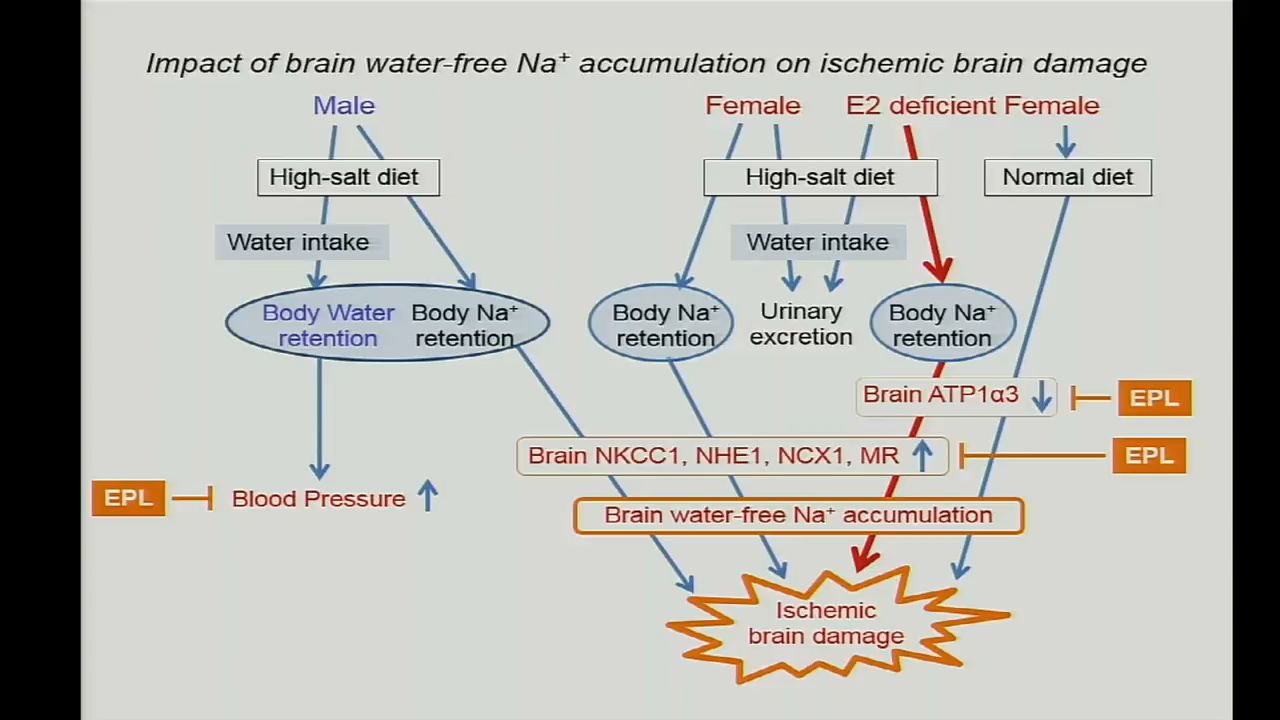 Impact of brain water-free Na⁺ accumulation on ischemic brain damage
Male
Female
E2 deficient Female
High-salt diet
High-salt diet
Normal diet
Water intake
Water intake
Body Water
retention
Body Na⁺
retention
Body Na⁺
retention
Urinary
excretion
Body Na⁺
retention
Brain ATP1α3
EPL
Brain NKCC1, NHE1, NCX1, MR
EPL
EPL
Blood Pressure
Brain water-free Na⁺ accumulation
Ischemic
brain damage